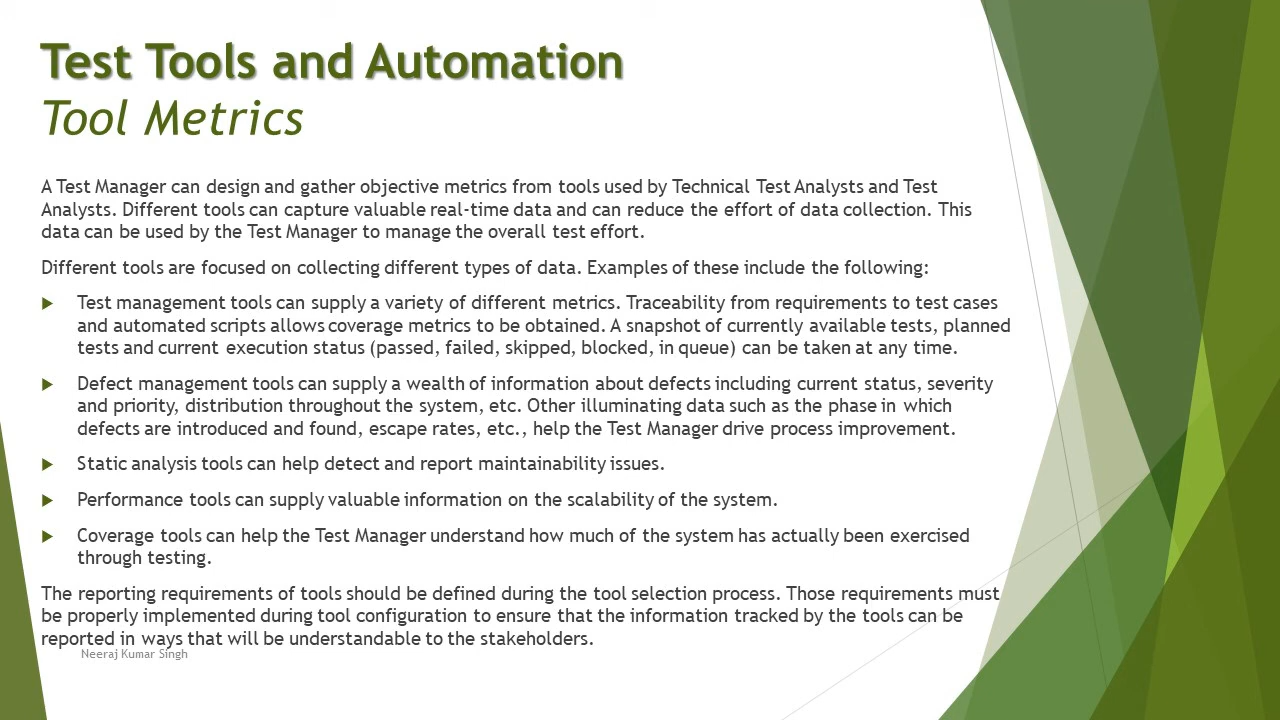 Test Tools and Automation
Tool Metrics
A Test Manager can design and gather objective metrics from tools used by Technical Test Analysts and Test
Analysts. Different tools can capture valuable real-time data and can reduce the effort of data collection. This
data can be used by the Test Manager to manage the overall test effort.
Different tools are focused on collecting different types of data. Examples of these include the following:
Test management tools can supply a variety of different metrics. Traceability from requirements to test cases
and automated scripts allows coverage metrics to be obtained. A snapshot of currently available tests, planned
tests and current execution status (passed, failed, skipped, blocked, in queue) can be taken at any time.
Defect management tools can supply a wealth of information about defects including current status, severity
and priority, distribution throughout the system, etc. Other illuminating data such as the phase in which
defects are introduced and found, escape rates, etc., help the Test Manager drive process improvement.
Static analysis tools can help detect and report maintainability issues.
Performance tools can supply valuable information on the scalability of the system.
Coverage tools can help the Test Manager understand how much of the system has actually been exercised
through testing.
The reporting requirements of tools should be defined during the tool selection process. Those requirements must
be properly implemented during tool configuration to ensure that the information tracked by the tools can be
reported in ways that will be understandable to the stakeholders.
Neeraj Kumar Singh